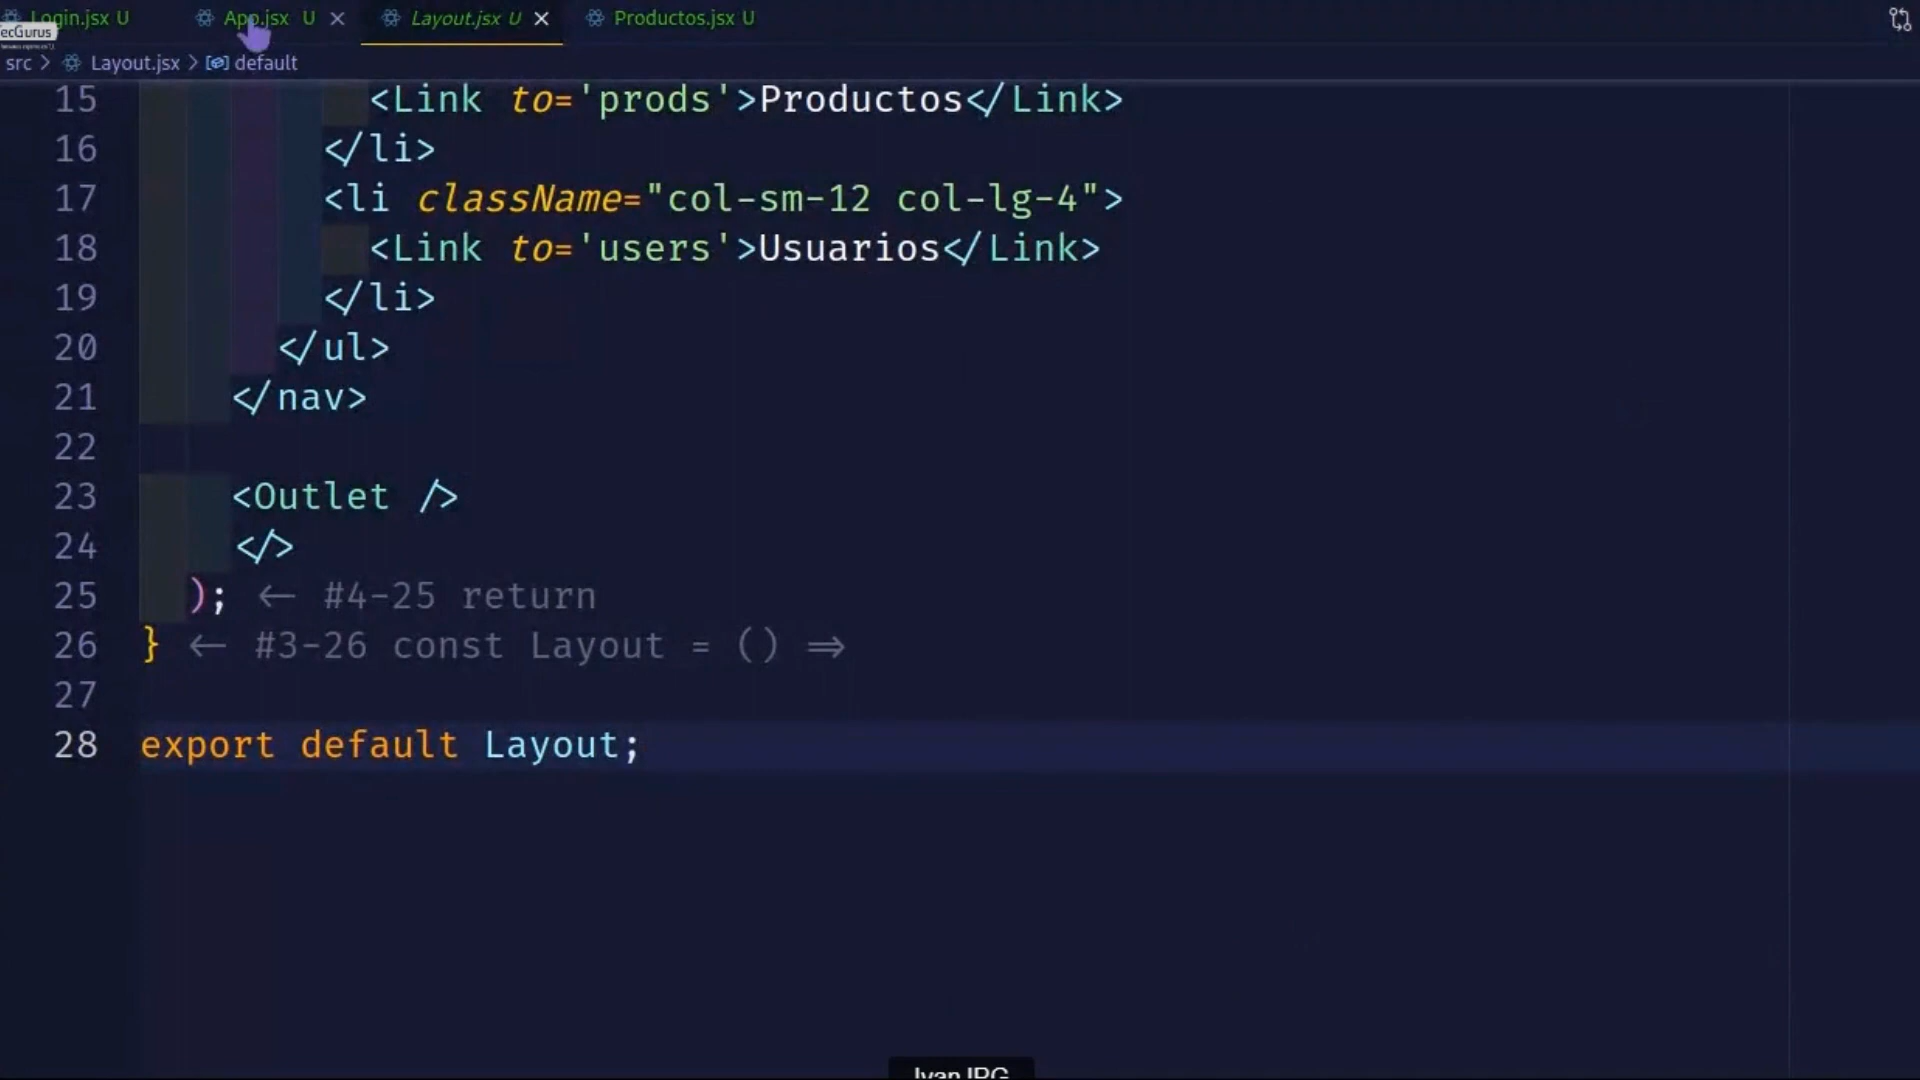 Login.jsx U App.jsx U Layout.jsx U Productos.jsx U
ecGurus
src > Layout.jsx > default
15 <Link to='prods'>Productos</Link>
16 </li>
17 <li className="col-sm-12 col-lg-4">
18 <Link to='users'>Usuarios</Link>
19 </li>
20 </ul>
21 </nav>
22
23 <Outlet />
24 </>
25 ); <- #4-25 return
26 } <- #3-26 const Layout = () =>
27
28 export default Layout;